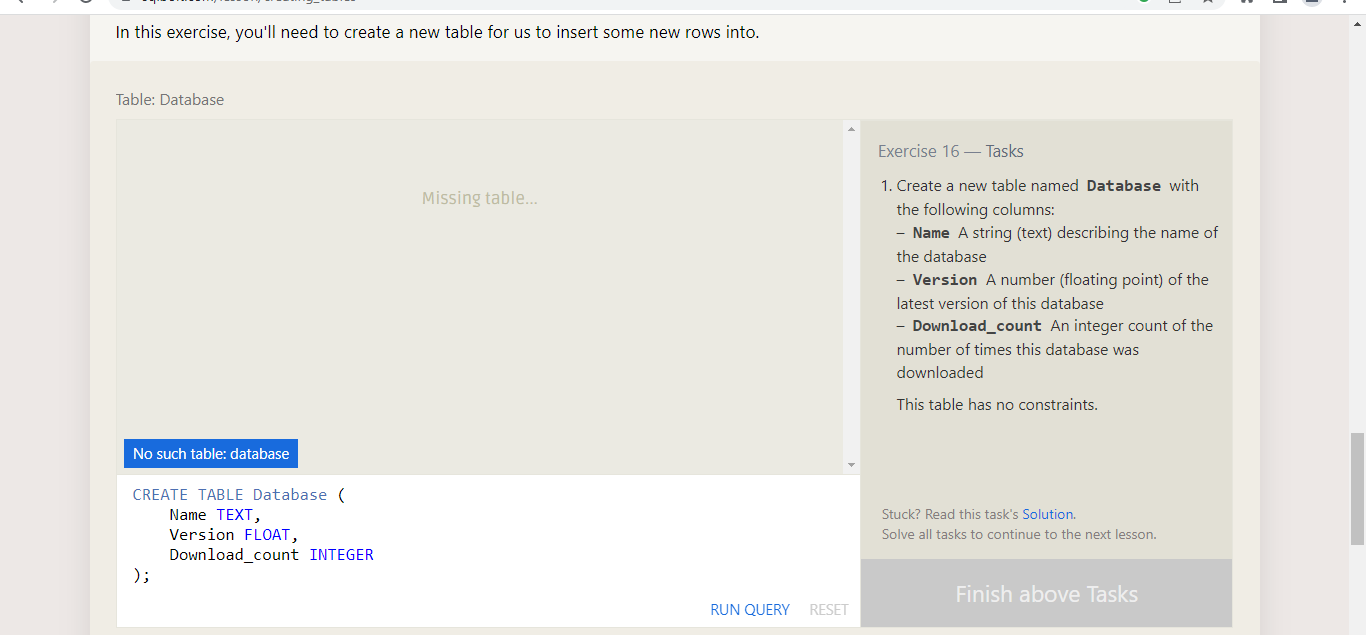 In this exercise, you'll need to create a new table for us to insert some new rows into.
Table: Database
Missing table…
No such table: database
CREATE TABLE Database (
    Name TEXT,
    Version FLOAT,
    Download_count INTEGER
);
RUN QUERY RESET
Exercise 16 — Tasks
1. Create a new table named Database with
the following columns:
– Name A string (text) describing the name of
the database
– Version A number (floating point) of the
latest version of this database
– Download_count An integer count of the
number of times this database was
downloaded
This table has no constraints.
Stuck? Read this task's Solution.
Solve all tasks to continue to the next lesson.
Finish above Tasks